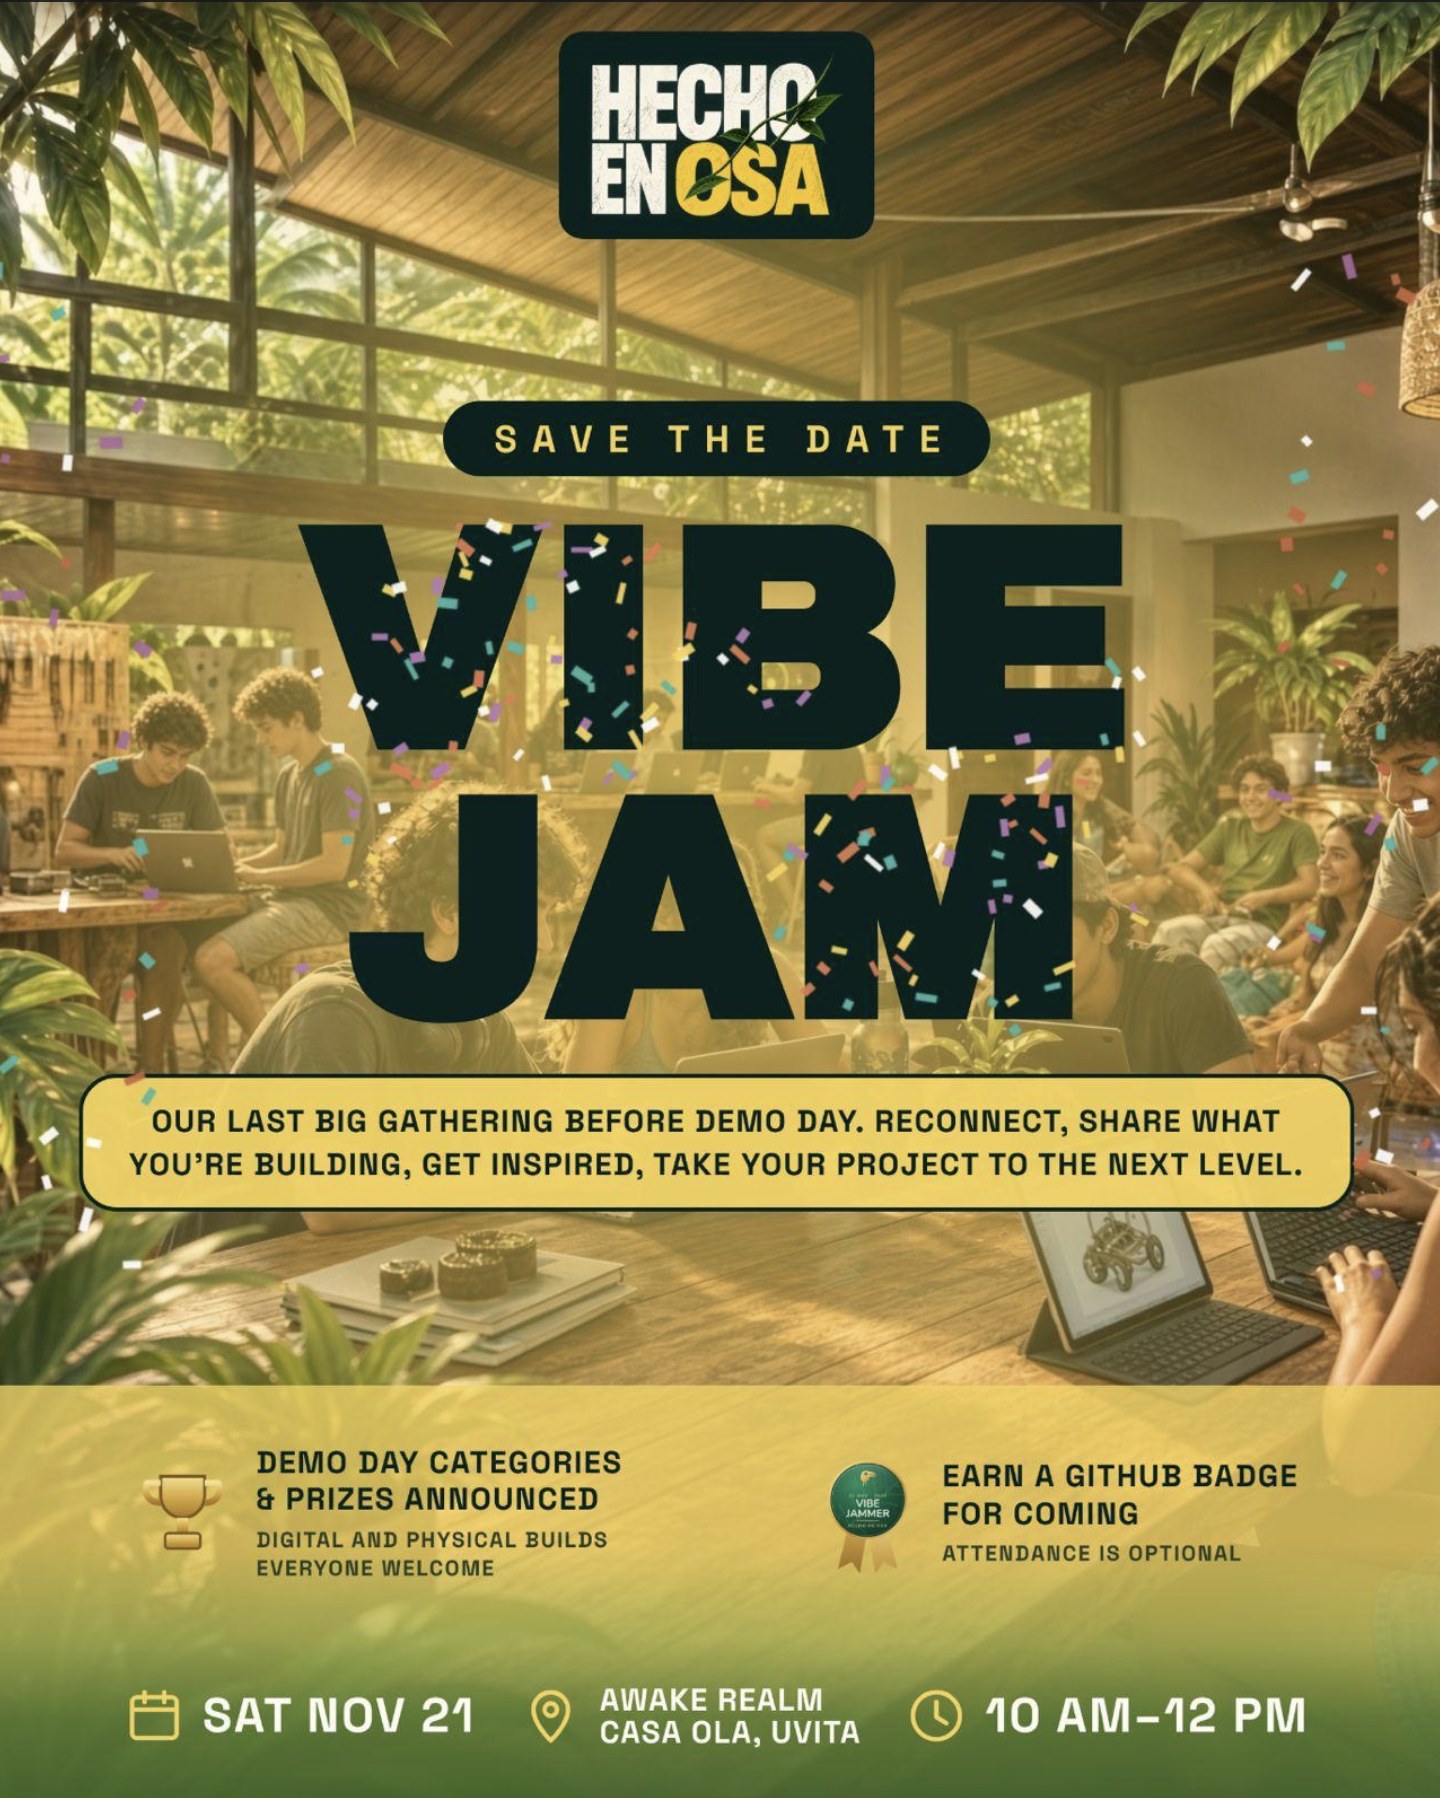 HECHO
EN OSA
SAVE THE DATE
VIBE
JAM
OUR LAST BIG GATHERING BEFORE DEMO DAY. RECONNECT, SHARE WHAT
YOU'RE BUILDING, GET INSPIRED, TAKE YOUR PROJECT TO THE NEXT LEVEL.
DEMO DAY CATEGORIES
& PRIZES ANNOUNCED
DIGITAL AND PHYSICAL BUILDS
EVERYONE WELCOME
VIBE
JAMMER
EARN A GITHUB BADGE
FOR COMING
ATTENDANCE IS OPTIONAL
SAT NOV 21
AWAKE REALM
CASA OLA, UVITA
10 AM–12 PM